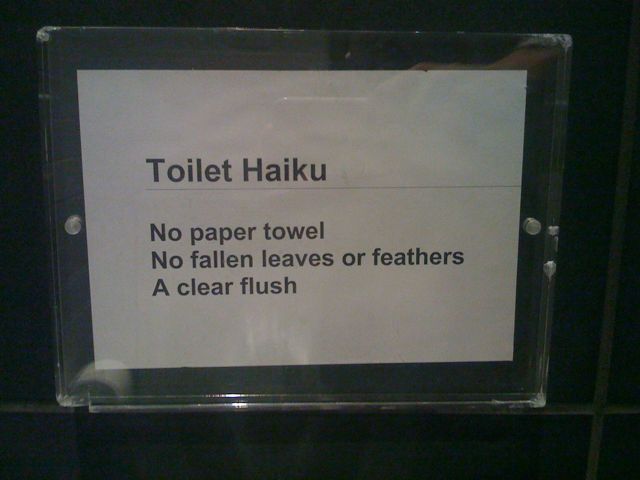 Toilet Haiku
No paper towel
No fallen leaves or feathers
A clear flush